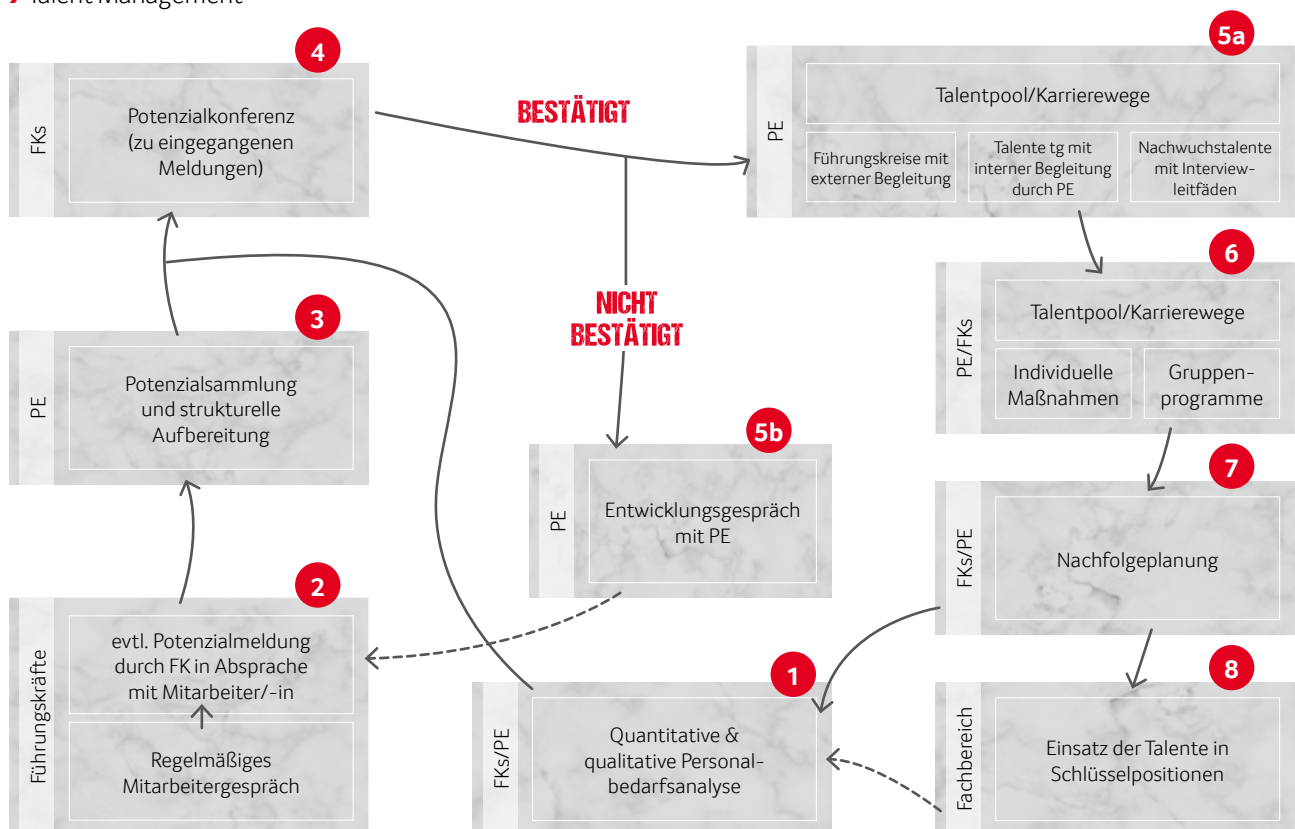 Talent Management
4
FKs
Potenzialkonferenz
(zu eingegangenen
Meldungen)
BESTÄTIGT
NICHT
BESTÄTIGT
5a
PE
Talentpool/Karrierewege
Führungskreise mit
externer Begleitung
Talente tg mit
interner Begleitung
durch PE
Nachwuchstalente
mit Interview-
leitfäden
3
PE
Potenzialsammlung
und strukturelle
Aufbereitung
6
PE/FKs
Talentpool/Karrierewege
Individuelle
Maßnahmen
Gruppen-
programme
5b
PE
Entwicklungsgespräch
mit PE
7
FKs/PE
Nachfolgeplanung
2
Führungskräfte
evtl. Potenzialmeldung
durch FK in Absprache
mit Mitarbeiter/-in
Regelmäßiges
Mitarbeitergespräch
1
FKs/PE
Quantitative &
qualitative Personal-
bedarfsanalyse
8
Fachbereich
Einsatz der Talente in
Schlüsselpositionen